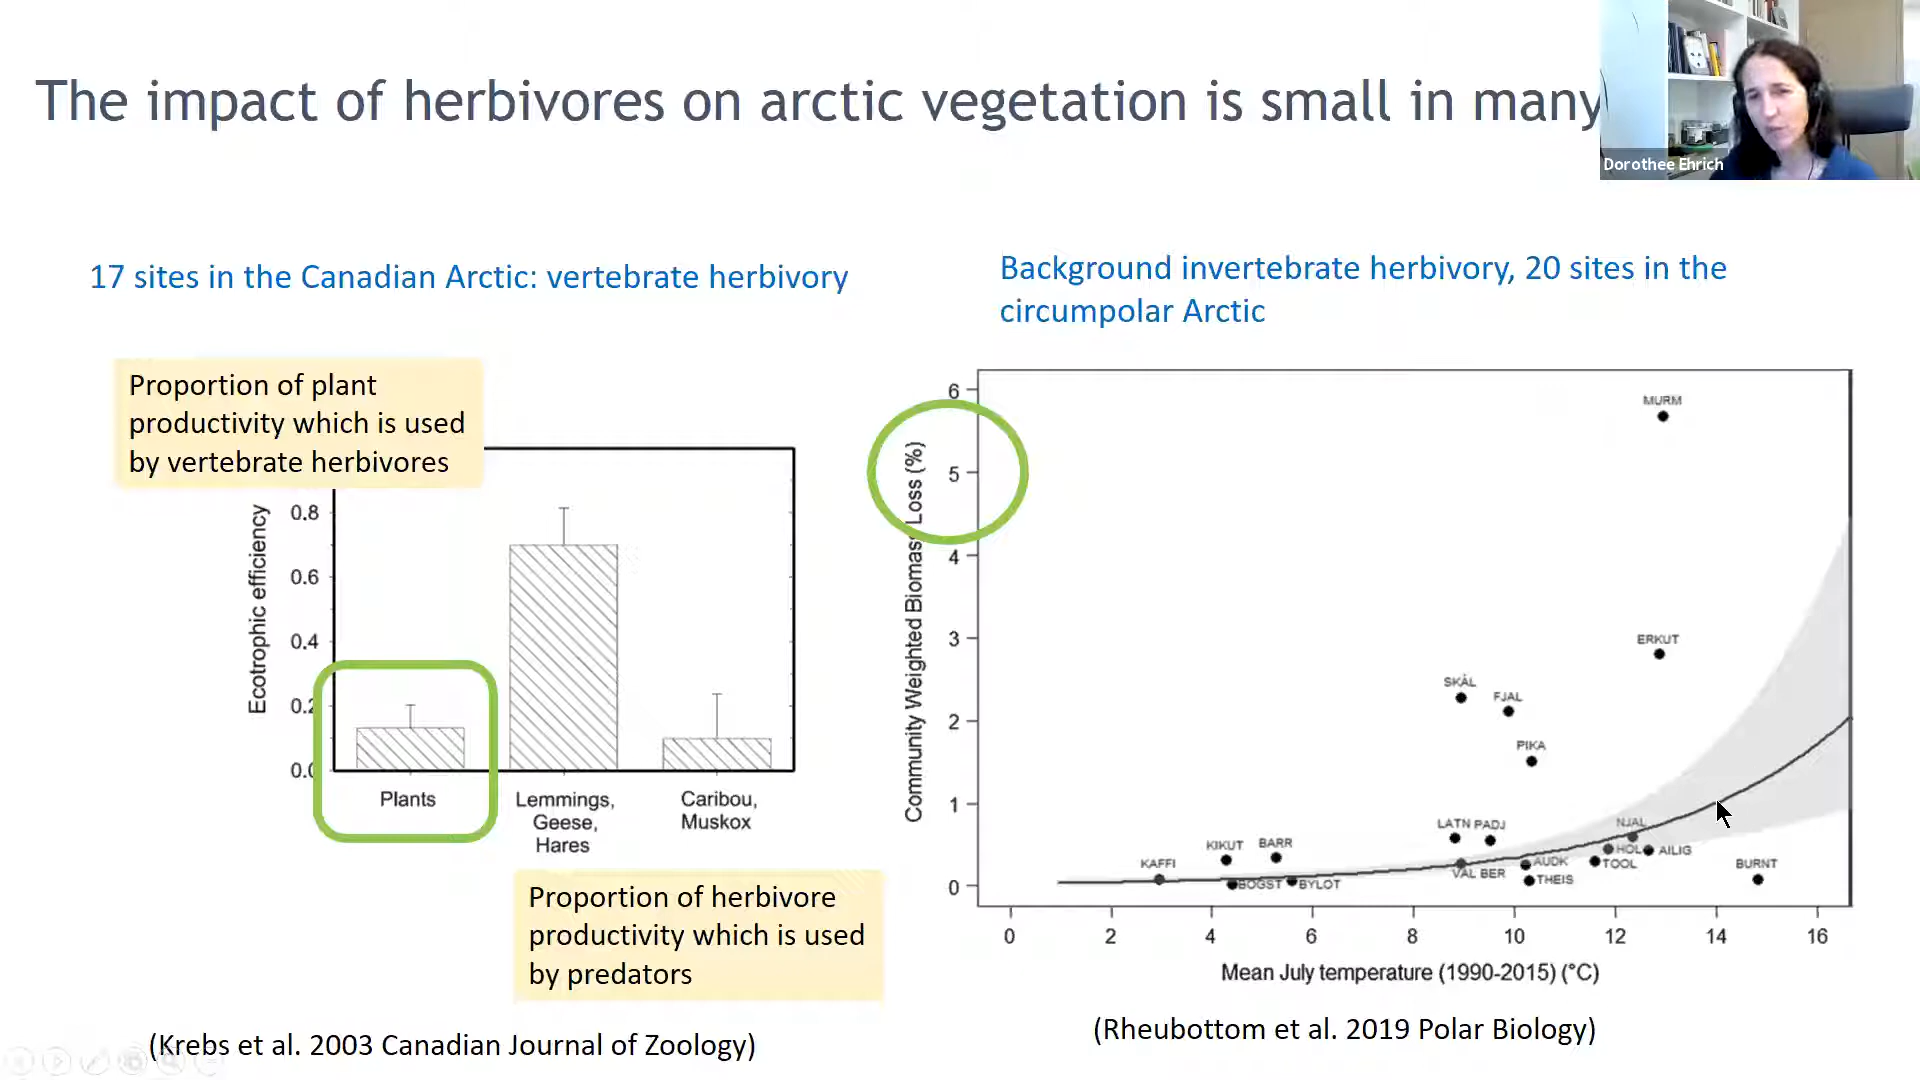 The impact of herbivores on arctic vegetation is small in many
Dorothee Ehrich
17 sites in the Canadian Arctic: vertebrate herbivory
Proportion of plant
productivity which is used
by vertebrate herbivores
Ecotrophic efficiency
0.8
0.6
0.4
0.2
0.0
Plants
Lemmings,
Geese,
Hares
Caribou,
Muskox
Proportion of herbivore
productivity which is used
by predators
(Krebs et al. 2003 Canadian Journal of Zoology)
Background invertebrate herbivory, 20 sites in the
circumpolar Arctic
Community Weighted Biomass Loss (%)
6
5
4
3
2
1
0
MURM
ERKUT
SKÅL
FJAL
PIKA
LATN PADJ
NJAL
KIKUT
BARR
HOL
AILIG
KAFFI
AUDK
TOOL
BURNT
VAL BER
THEIS
BOGST
BYLOT
0 2 4 6 8 10 12 14 16
Mean July temperature (1990-2015) (°C)
(Rheubottom et al. 2019 Polar Biology)